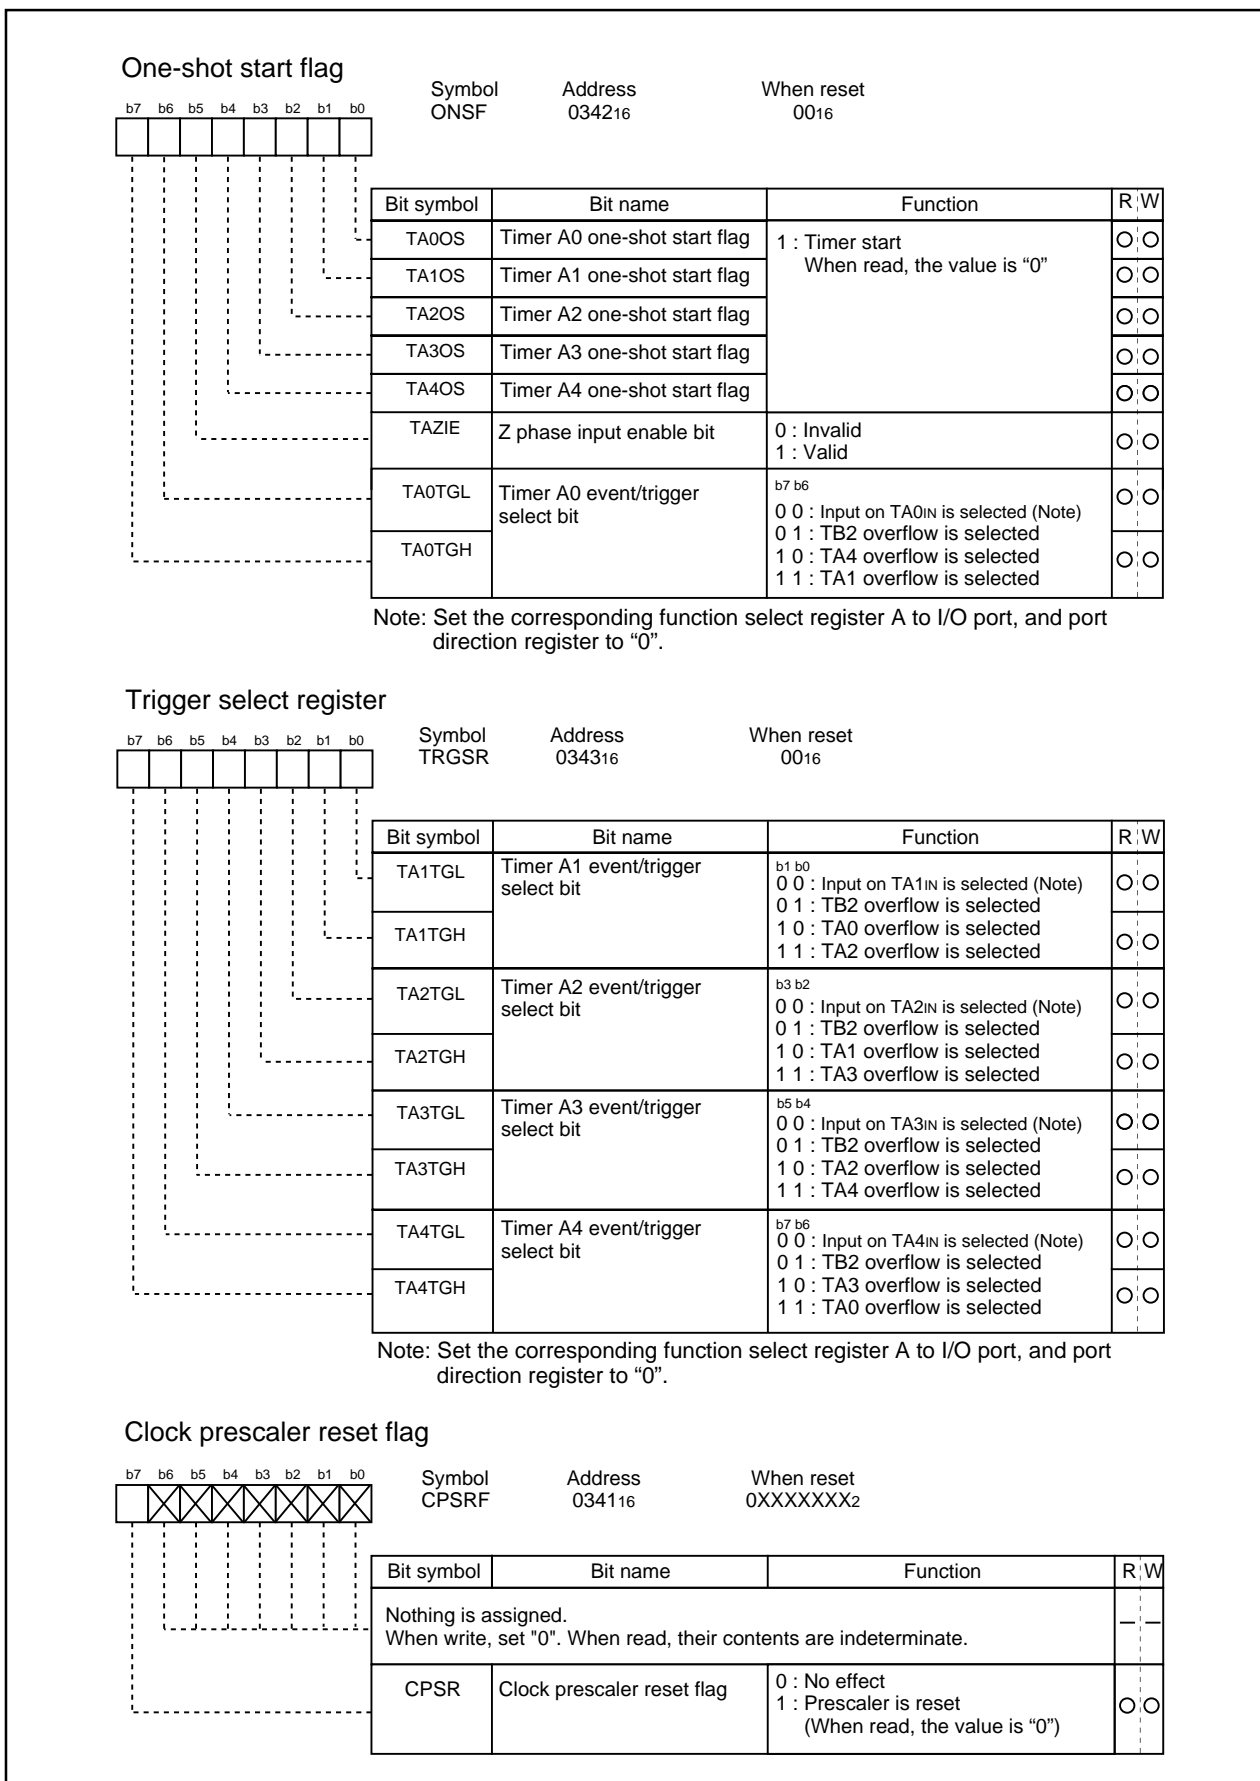 One-shot start flag
Symbol Address When reset
ONSF 034216 0016
b7 b6 b5 b4 b3 b2 b1 b0
Bit symbol Bit name Function R W
TA0OS Timer A0 one-shot start flag 1 : Timer start
When read, the value is “0”
TA1OS Timer A1 one-shot start flag
TA2OS Timer A2 one-shot start flag
TA3OS Timer A3 one-shot start flag
TA4OS Timer A4 one-shot start flag
TAZIE Z phase input enable bit 0 : Invalid
1 : Valid
TA0TGL Timer A0 event/trigger
select bit
TA0TGH
b7 b6
0 0 : Input on TA0IN is selected (Note)
0 1 : TB2 overflow is selected
1 0 : TA4 overflow is selected
1 1 : TA1 overflow is selected
Note: Set the corresponding function select register A to I/O port, and port
direction register to “0”.
Trigger select register
Symbol Address When reset
TRGSR 034316 0016
b7 b6 b5 b4 b3 b2 b1 b0
Bit symbol Bit name Function R W
TA1TGL Timer A1 event/trigger
select bit
TA1TGH
b1 b0
0 0 : Input on TA1IN is selected (Note)
0 1 : TB2 overflow is selected
1 0 : TA0 overflow is selected
1 1 : TA2 overflow is selected
TA2TGL Timer A2 event/trigger
select bit
TA2TGH
b3 b2
0 0 : Input on TA2IN is selected (Note)
0 1 : TB2 overflow is selected
1 0 : TA1 overflow is selected
1 1 : TA3 overflow is selected
TA3TGL Timer A3 event/trigger
select bit
TA3TGH
b5 b4
0 0 : Input on TA3IN is selected (Note)
0 1 : TB2 overflow is selected
1 0 : TA2 overflow is selected
1 1 : TA4 overflow is selected
TA4TGL Timer A4 event/trigger
select bit
TA4TGH
b7 b6
0 0 : Input on TA4IN is selected (Note)
0 1 : TB2 overflow is selected
1 0 : TA3 overflow is selected
1 1 : TA0 overflow is selected
Note: Set the corresponding function select register A to I/O port, and port
direction register to “0”.
Clock prescaler reset flag
Symbol Address When reset
CPSRF 034116 0XXXXXXX2
b7 b6 b5 b4 b3 b2 b1 b0
Bit symbol Bit name Function R W
Nothing is assigned.
When write, set "0". When read, their contents are indeterminate.
— —
CPSR Clock prescaler reset flag 0 : No effect
1 : Prescaler is reset
(When read, the value is “0”)